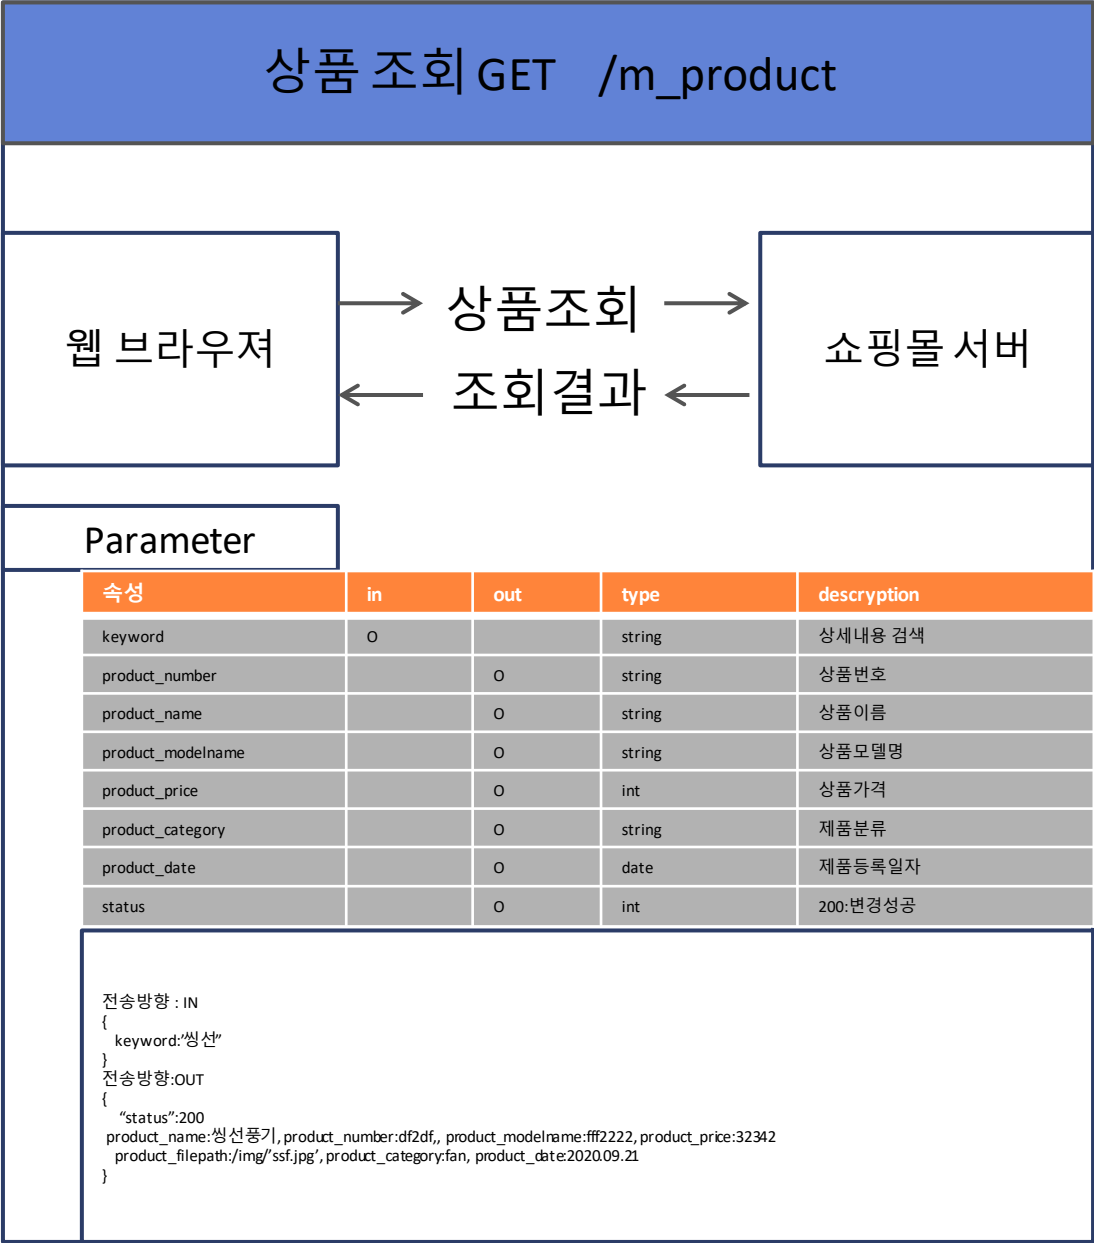 상품 조회 GET /m_product
웹 브라우져
상품조회
조회결과
쇼핑몰 서버
Parameter
속성 in out type descryption
keyword O string 상세내용 검색
product_number O string 상품번호
product_name O string 상품이름
product_modelname O string 상품모델명
product_price O int 상품가격
product_category O string 제품분류
product_date O date 제품등록일자
status O int 200:변경성공
전송방향 : IN
{
keyword:’씽선”
}
전송방향:OUT
{
“status”:200
product_name:씽선풍기, product_number:df2df,, product_modelname:fff2222, product_price:32342
product_filepath:/img/’ssf.jpg’, product_category:fan, product_date:2020.09.21
}